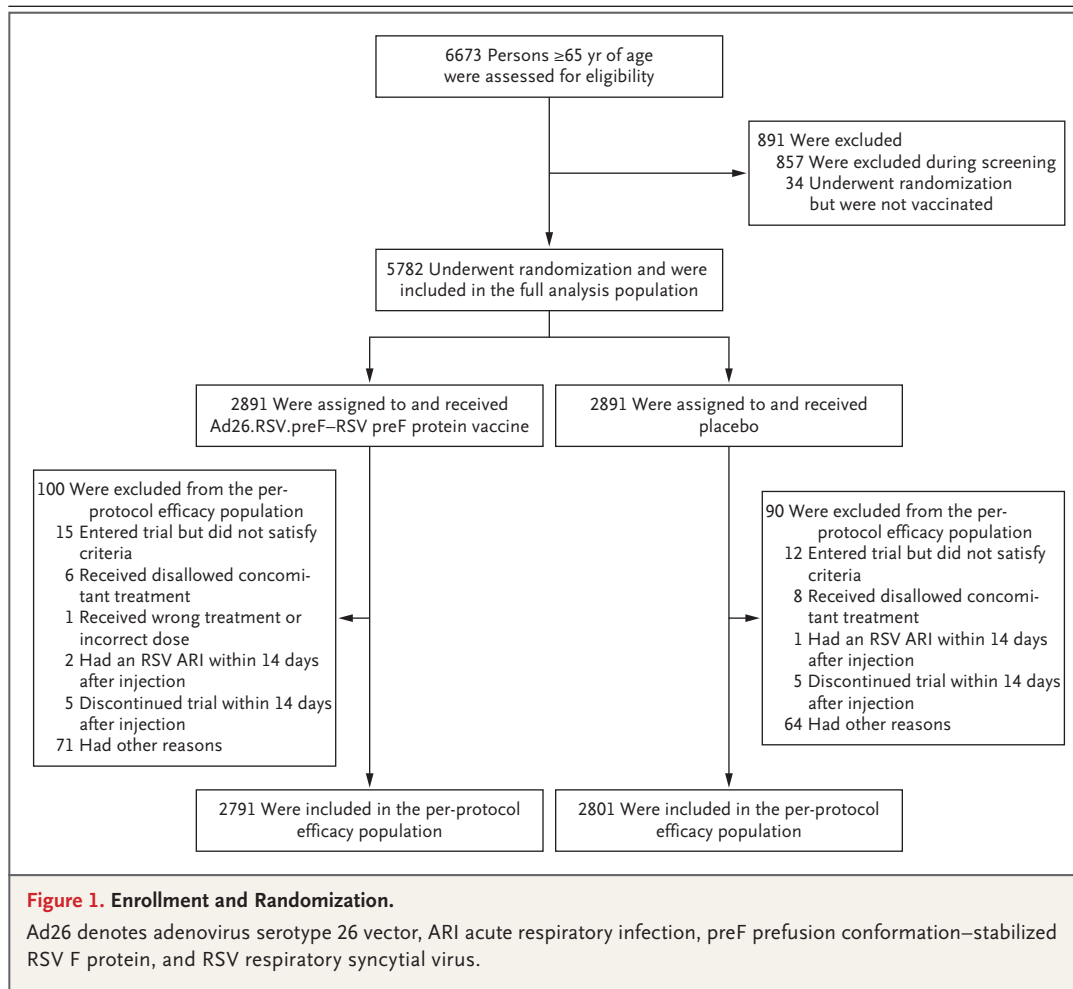 6673 Persons ≥65 yr of age
were assessed for eligibility
891 Were excluded
857 Were excluded during screening
34 Underwent randomization
but were not vaccinated
5782 Underwent randomization and were
included in the full analysis population
2891 Were assigned to and received
Ad26.RSV.preF–RSV preF protein vaccine
2891 Were assigned to and received
placebo
100 Were excluded from the per-
protocol efficacy population
15 Entered trial but did not satisfy
criteria
6 Received disallowed concomi-
tant treatment
1 Received wrong treatment or
incorrect dose
2 Had an RSV ARI within 14 days
after injection
5 Discontinued trial within 14 days
after injection
71 Had other reasons
90 Were excluded from the per-
protocol efficacy population
12 Entered trial but did not satisfy
criteria
8 Received disallowed concomi-
tant treatment
1 Had an RSV ARI within 14 days
after injection
5 Discontinued trial within 14 days
after injection
64 Had other reasons
2791 Were included in the per-protocol
efficacy population
2801 Were included in the per-protocol
efficacy population
Figure 1. Enrollment and Randomization.
Ad26 denotes adenovirus serotype 26 vector, ARI acute respiratory infection, preF prefusion conformation–stabilized
RSV F protein, and RSV respiratory syncytial virus.